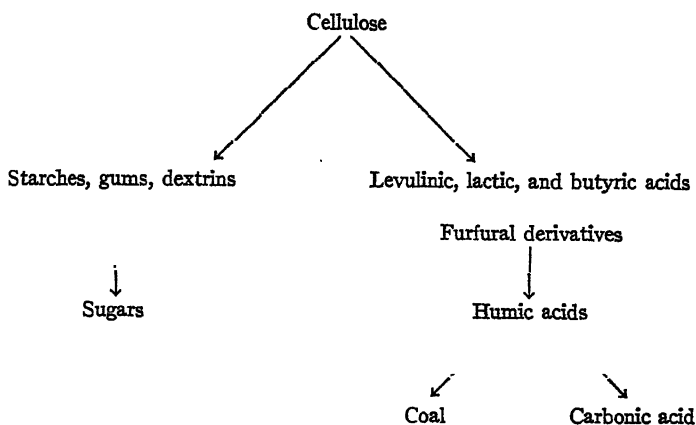 Cellulose
Starches, gums, dextrins
Levulinic, lactic, and butyric acids
Furfural derivatives
Sugars
Humic acids
Coal
Carbonic acid